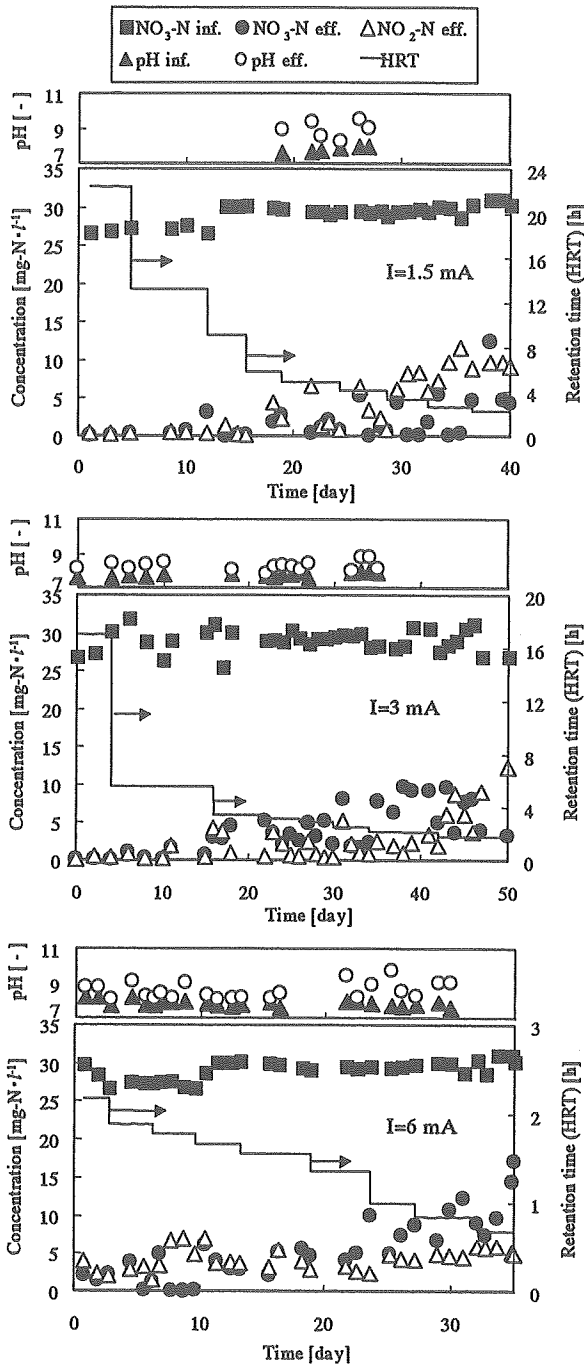 NO3-N inf. NO3-N eff. NO2-N eff.
pH inf. pH eff. HRT
11
9
7
pH [ - ]
35
30
25
20
15
10
5
0
Concentration [mg-N・l-1]
24
20
16
12
8
4
0
Retention time (HRT) [h]
I=1.5 mA
0 10 20 30 40
Time [day]
11
9
7
pH [ - ]
35
30
25
20
15
10
5
0
Concentration [mg-N・l-1]
20
16
12
8
4
0
Retention time (HRT) [h]
I=3 mA
0 10 20 30 40 50
Time [day]
11
9
7
pH [ - ]
35
30
25
20
15
10
5
0
Concentration [mg-N・l-1]
3
2
1
0
Retention time (HRT) [h]
I=6 mA
0 10 20 30
Time [day]